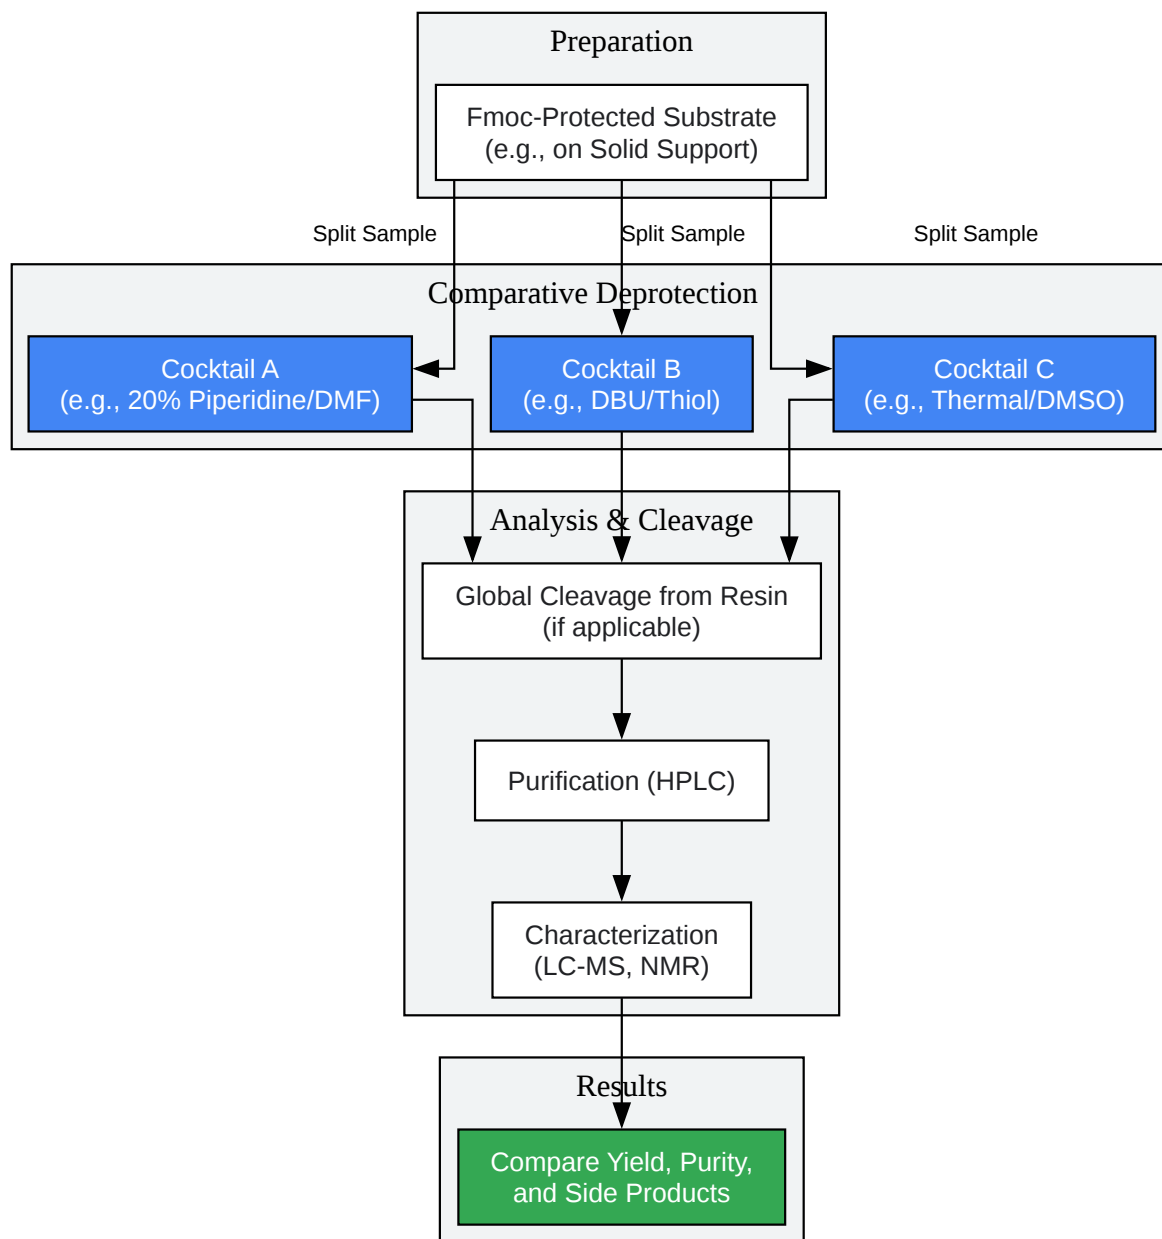 Preparation
Fmoc-Protected Substrate
(e.g., on Solid Support)
Split Sample
Split Sample
Split Sample
Comparative Deprotection
Cocktail A
(e.g., 20% Piperidine/DMF)
Cocktail B
(e.g., DBU/Thiol)
Cocktail C
(e.g., Thermal/DMSO)
Analysis & Cleavage
Global Cleavage from Resin
(if applicable)
Purification (HPLC)
Characterization
(LC-MS, NMR)
Results
Compare Yield, Purity,
and Side Products